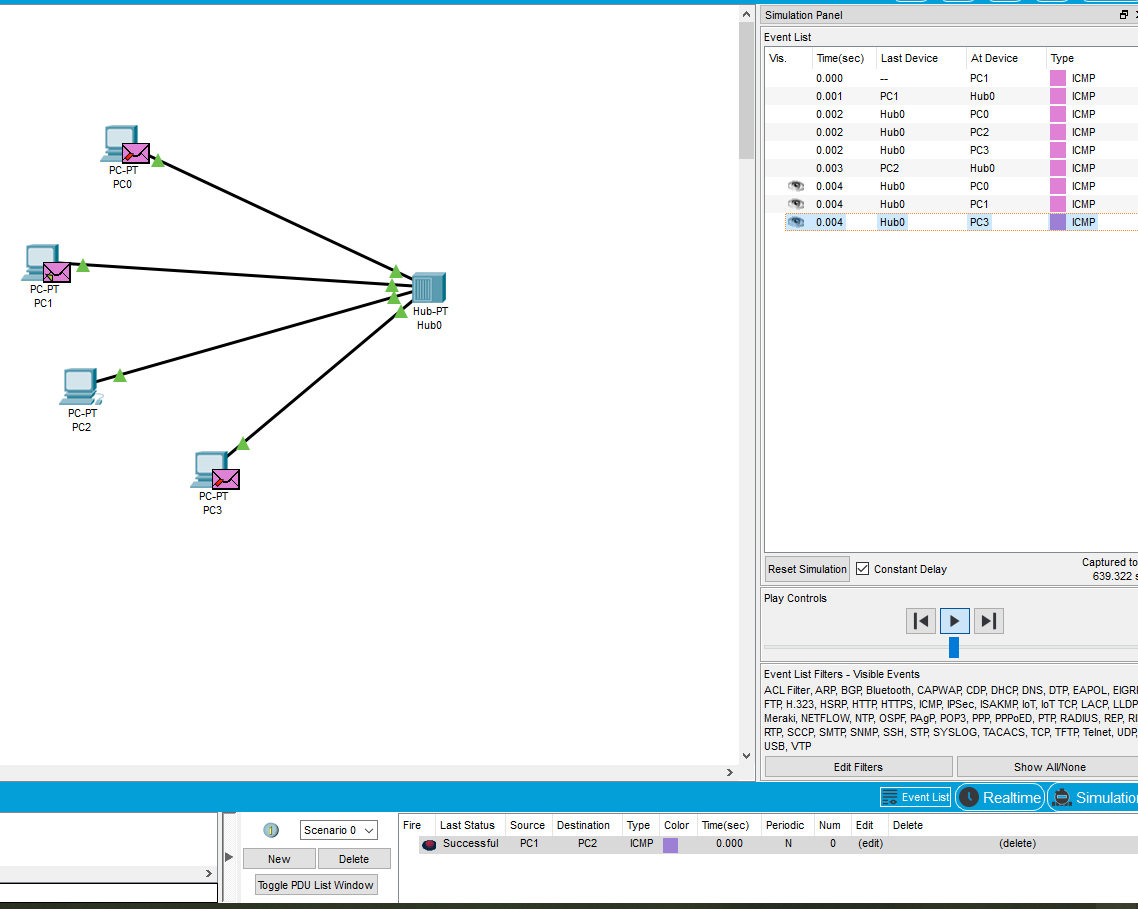 Simulation Panel
Event List
Vis. Time(sec) Last Device At Device Type
0.000 -- PC1 ICMP
0.001 PC1 Hub0 ICMP
0.002 Hub0 PC0 ICMP
0.002 Hub0 PC2 ICMP
0.002 Hub0 PC3 ICMP
0.003 PC2 Hub0 ICMP
0.004 Hub0 PC0 ICMP
0.004 Hub0 PC1 ICMP
0.004 Hub0 PC3 ICMP
PC-PT
PC0
PC-PT
PC1
Hub-PT
Hub0
PC-PT
PC2
PC-PT
PC3
Reset Simulation Constant Delay Captured to
639.322 s
Play Controls
Event List Filters - Visible Events
ACL Filter, ARP, BGP, Bluetooth, CAPWAP, CDP, DHCP, DNS, DTP, EAPOL, EIGR
FTP, H.323, HSRP, HTTP, HTTPS, ICMP, IPSec, ISAKMP, IoT, IoT TCP, LACP, LLDP
Meraki, NETFLOW, NTP, OSPF, PAgP, POP3, PPP, PPPoED, PTP, RADIUS, REP, RI
RTP, SCCP, SMTP, SNMP, SSH, STP, SYSLOG, TACACS, TCP, TFTP, Telnet, UDP,
USB, VTP
Edit Filters Show All/None
Event List Realtime Simulation
1 Scenario 0
New Delete
Toggle PDU List Window
Fire Last Status Source Destination Type Color Time(sec) Periodic Num Edit Delete
Successful PC1 PC2 ICMP 0.000 N 0 (edit) (delete)